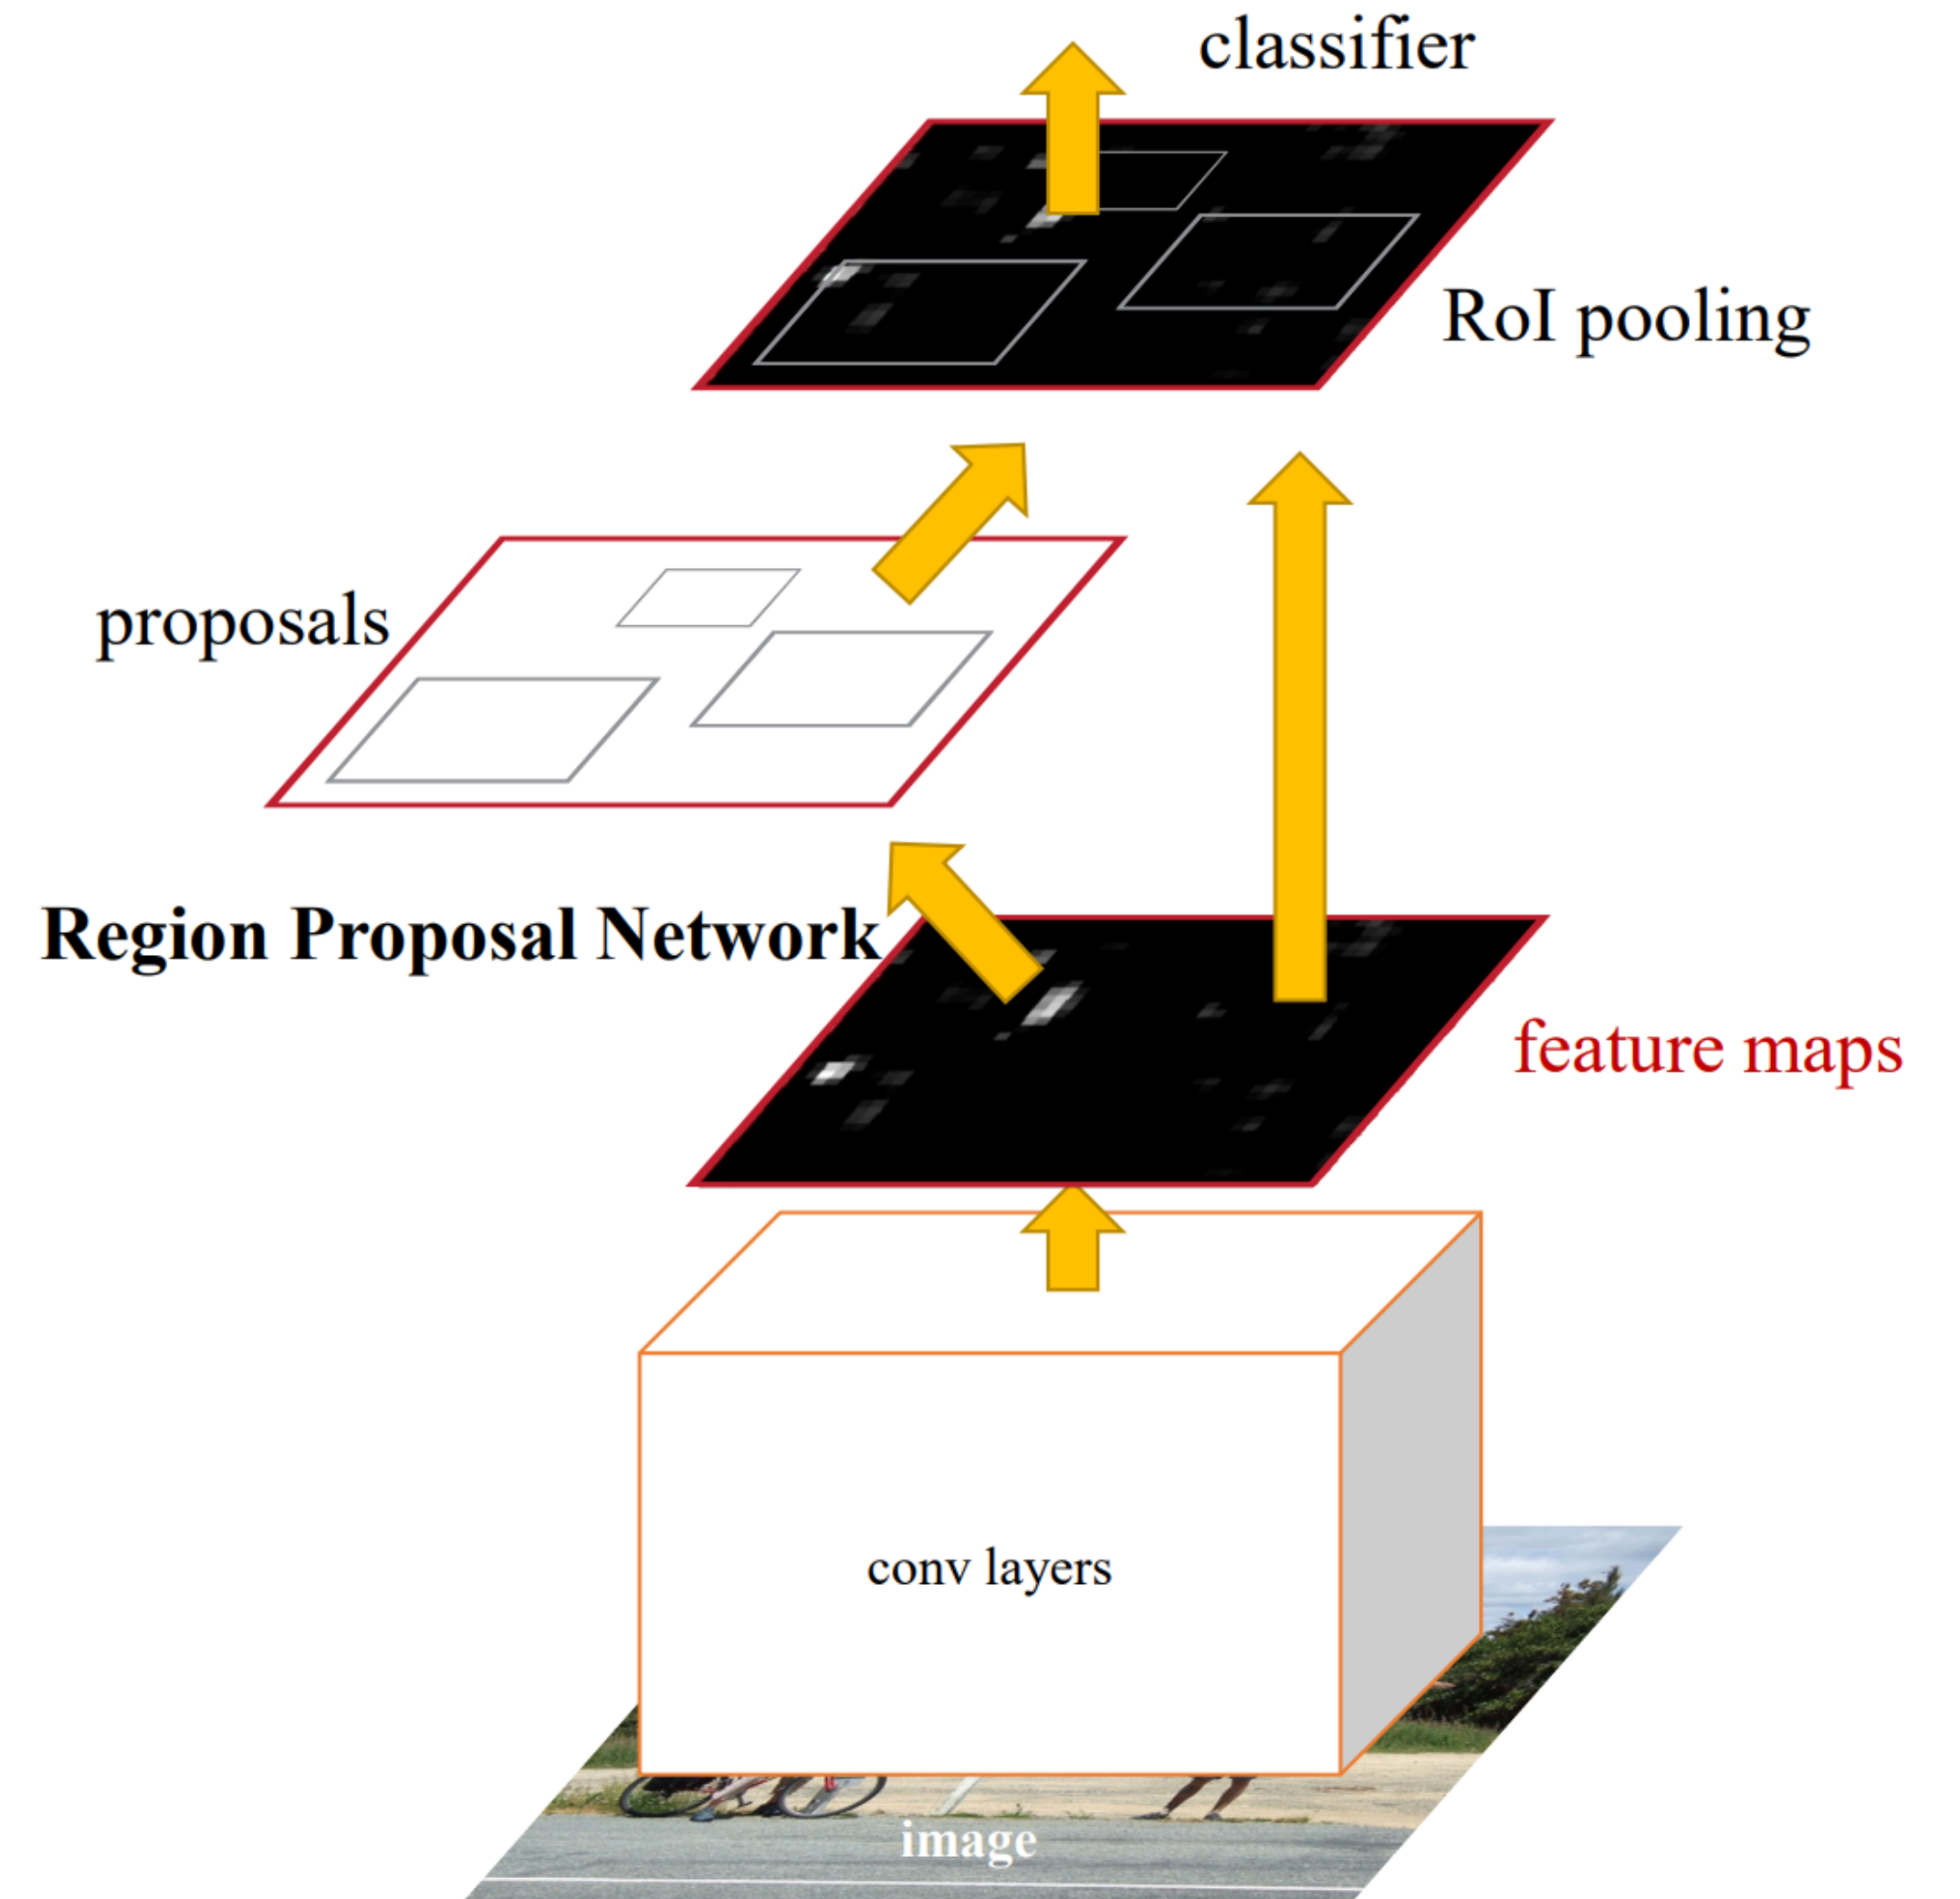 classifier
RoI pooling
proposals
Region Proposal Network
feature maps
conv layers
image